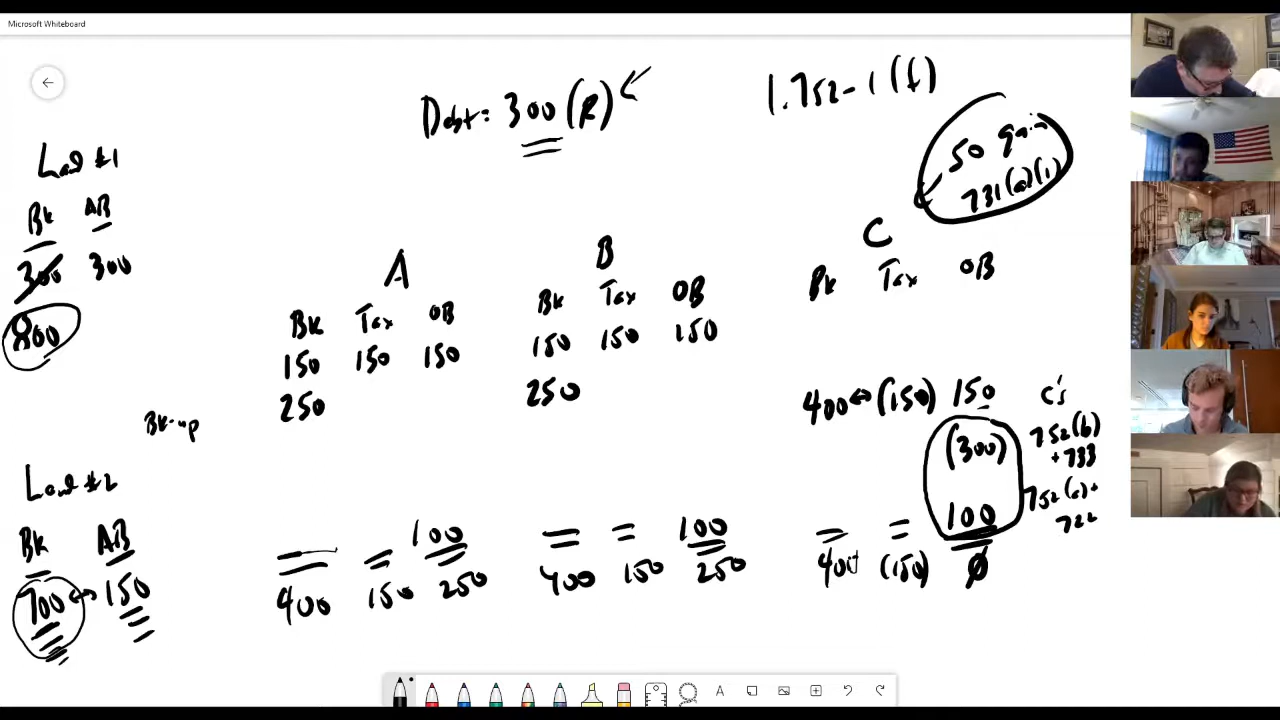 Microsoft Whiteboard
Debt: 300 (R)
1.752-1(f)
50 gain
731(a)(1)
Land #1
Bk AB
300 300
800
A
Bk Tax OB
150 150 150
250
B
Bk Tax OB
150 150 150
250
C
Bk Tax OB
400 ↔ (150) 150
(300)
100
C's
752(b)
+ 733
752(a) +
722
Bk-up
Land #2
Bk AB
700 ↔ 150
100
400 150 250
100
400 150 250
400 (150) Ø
A